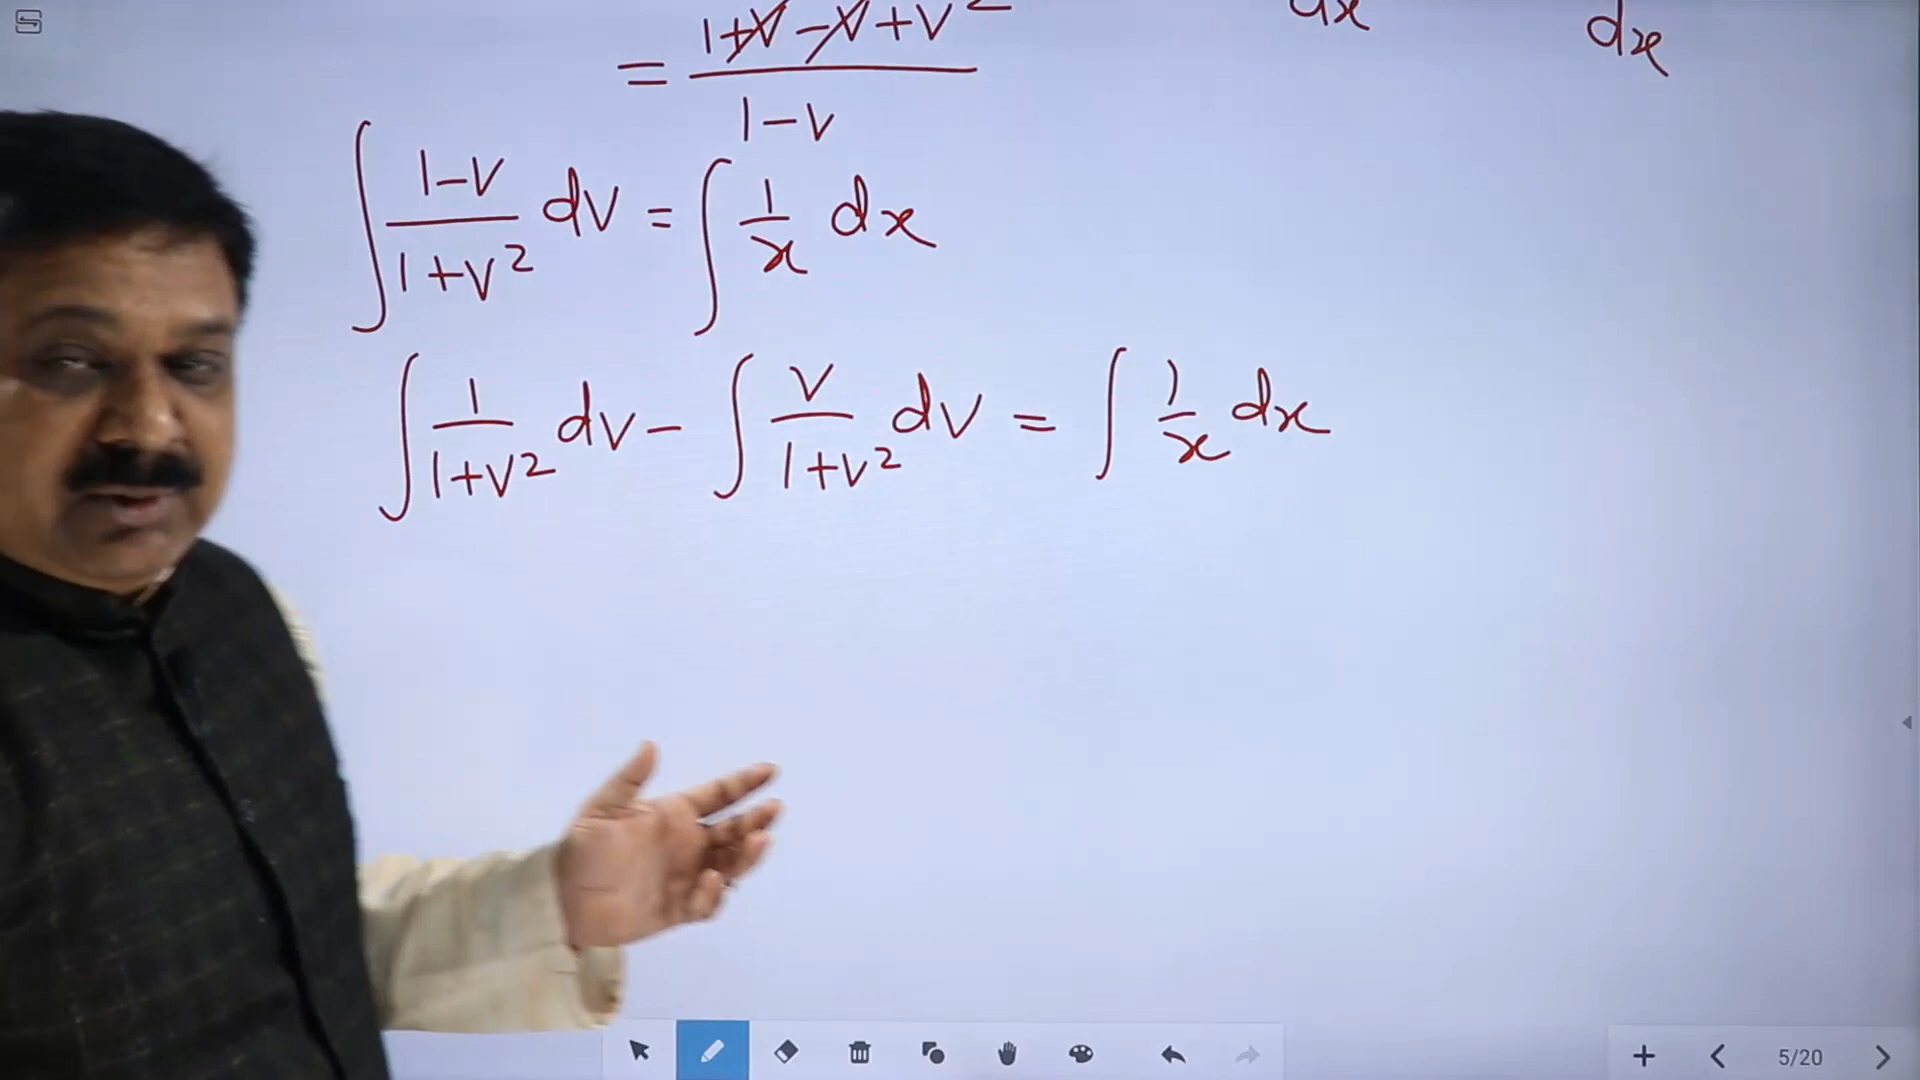 dx dx
= (1+v-v+v²)/(1-v)
∫ (1-v)/(1+v²) dv = ∫ 1/x dx
∫ 1/(1+v²) dv - ∫ v/(1+v²) dv = ∫ 1/x dx
5/20